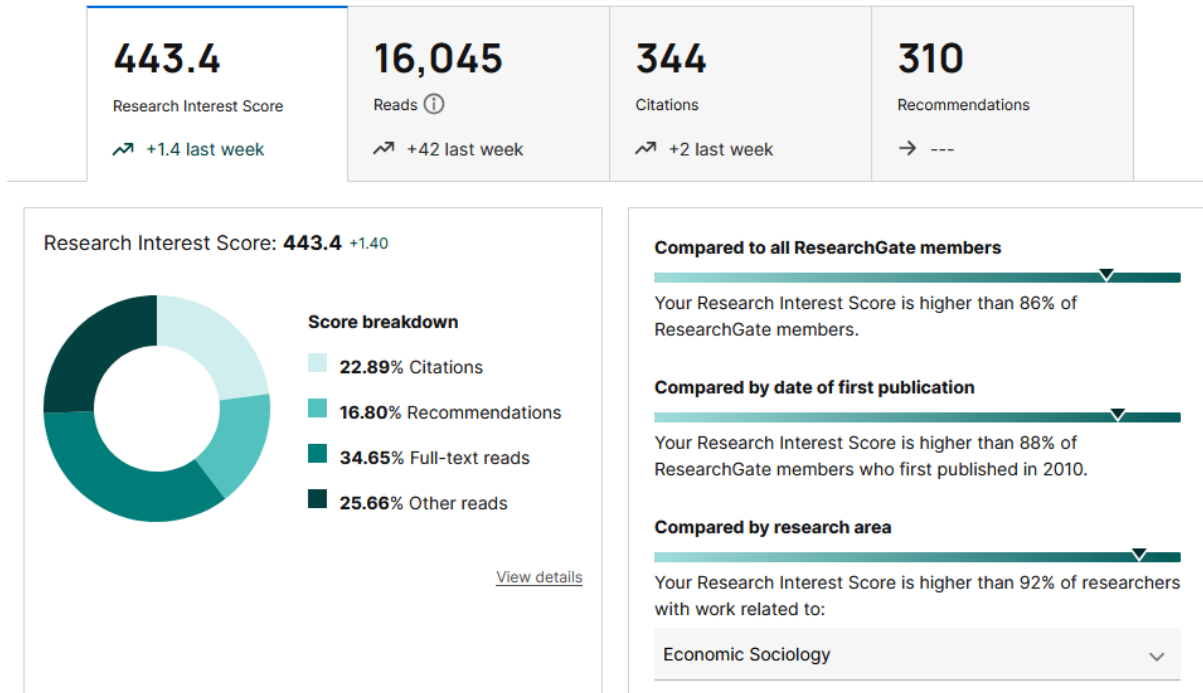 443.4
Research Interest Score
+1.4 last week
16,045
Reads
+42 last week
344
Citations
+2 last week
310
Recommendations
---
Research Interest Score: 443.4 +1.40
Score breakdown
22.89% Citations
16.80% Recommendations
34.65% Full-text reads
25.66% Other reads
View details
Compared to all ResearchGate members
Your Research Interest Score is higher than 86% of
ResearchGate members.
Compared by date of first publication
Your Research Interest Score is higher than 88% of
ResearchGate members who first published in 2010.
Compared by research area
Your Research Interest Score is higher than 92% of researchers
with work related to:
Economic Sociology